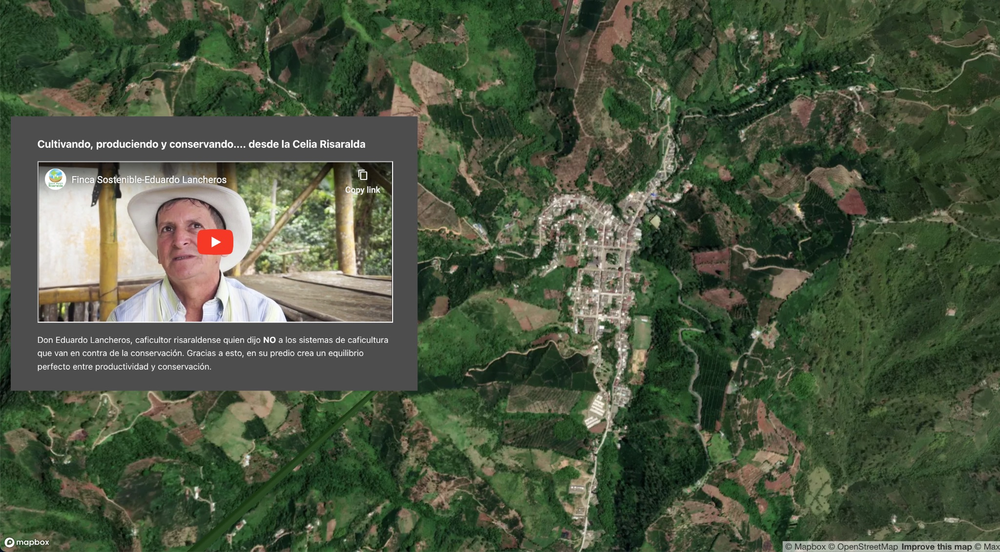 Cultivando, produciendo y conservando.... desde la Celia Risaralda
Finca Sostenible-Eduardo Lancheros
Copy link
Risaralda
Don Eduardo Lancheros, caficultor risaraldense quien dijo NO a los sistemas de caficultura
que van en contra de la conservación. Gracias a esto, en su predio crea un equilibrio
perfecto entre productividad y conservación.
mapbox
© Mapbox © OpenStreetMap Improve this map © Max